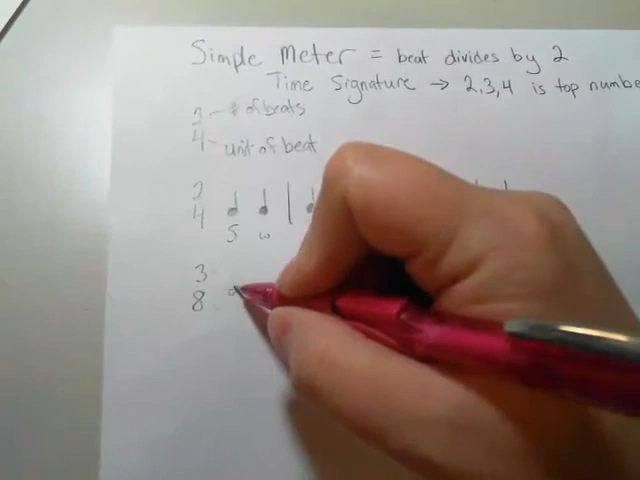 Simple Meter = beat divides by 2
Time Signature → 2,3,4 is top numbe
2 - # of beats
4 - unit of beat
2
4
S w
3
8